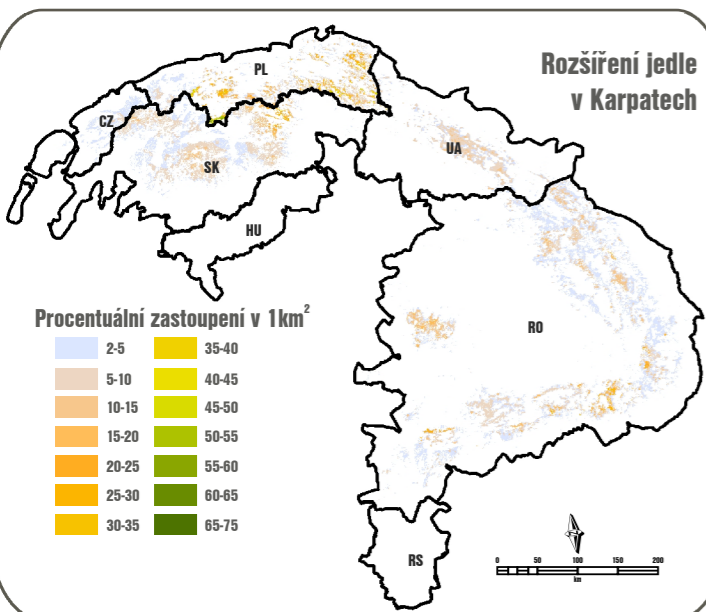 Rozšíření jedle
v Karpatech
PL
CZ
SK
UA
HU
RO
RS
Procentuální zastoupení v 1km²
2-5
5-10
10-15
15-20
20-25
25-30
30-35
35-40
40-45
45-50
50-55
55-60
60-65
65-75
0 50 100 150 200
km